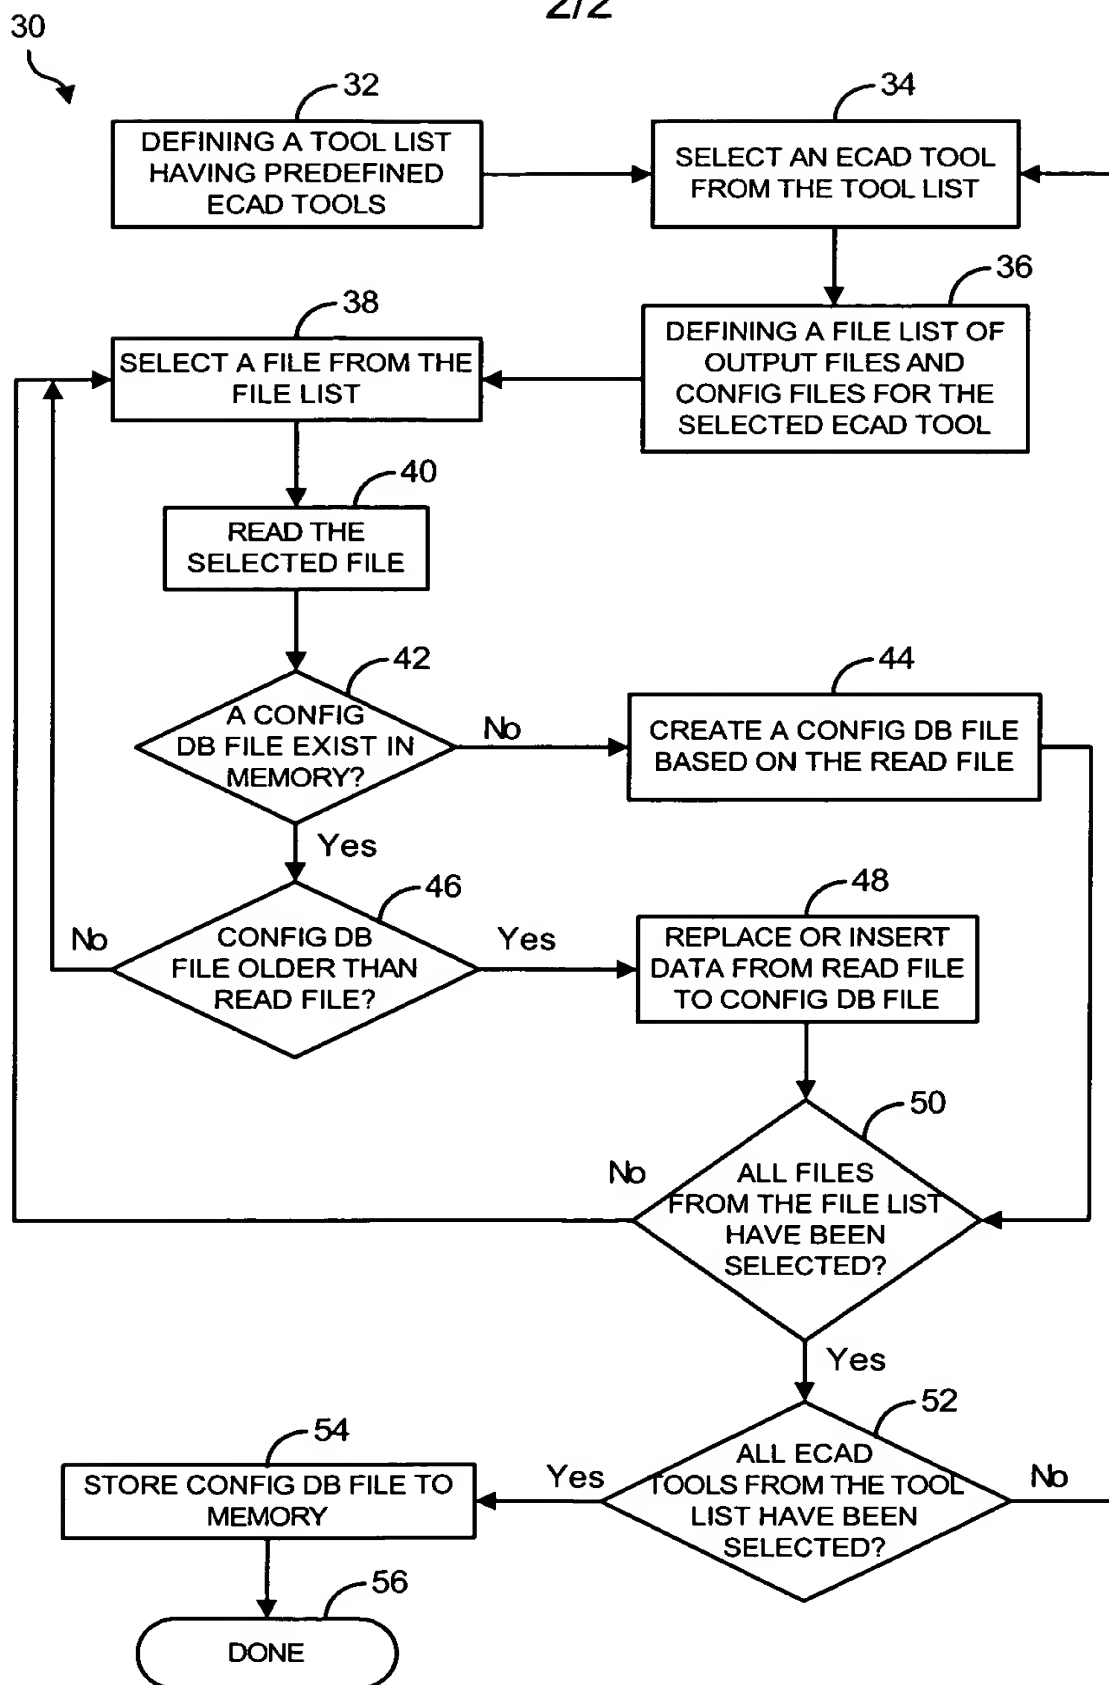 2/2
30
32
DEFINING A TOOL LIST
HAVING PREDEFINED
ECAD TOOLS
34
SELECT AN ECAD TOOL
FROM THE TOOL LIST
36
DEFINING A FILE LIST OF
OUTPUT FILES AND
CONFIG FILES FOR THE
SELECTED ECAD TOOL
38
SELECT A FILE FROM THE
FILE LIST
40
READ THE
SELECTED FILE
42
A CONFIG
DB FILE EXIST IN
MEMORY?
No
44
CREATE A CONFIG DB FILE
BASED ON THE READ FILE
Yes
46
CONFIG DB
FILE OLDER THAN
READ FILE?
No
Yes
48
REPLACE OR INSERT
DATA FROM READ FILE
TO CONFIG DB FILE
50
ALL FILES
FROM THE FILE LIST
HAVE BEEN
SELECTED?
No
Yes
52
ALL ECAD
TOOLS FROM THE TOOL
LIST HAVE BEEN
SELECTED?
Yes
No
54
STORE CONFIG DB FILE TO
MEMORY
56
DONE